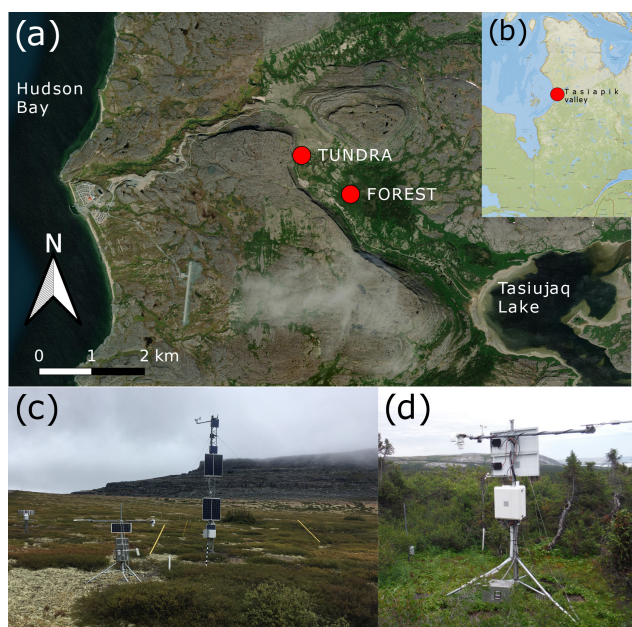 (a)
(b)
Hudson
Bay
Tasiapik
valley
TUNDRA
FOREST
N
Tasiujaq
Lake
0 1 2 km
(c)
(d)